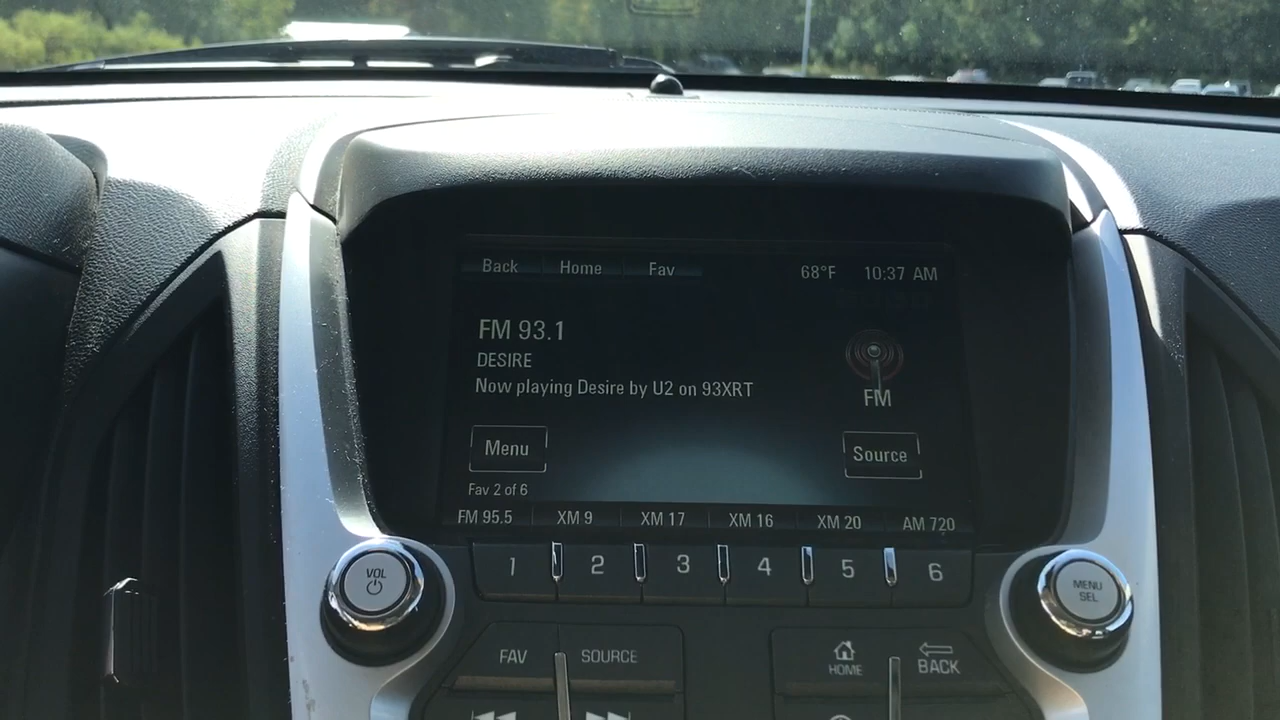 Back Home Fav 68°F 10:37 AM
FM 93.1
DESIRE
Now playing Desire by U2 on 93XRT
FM
Menu
Source
Fav 2 of 6
FM 95.5 XM 9 XM 17 XM 16 XM 20 AM 720
1 2 3 4 5 6
VOL
MENU
SEL
FAV SOURCE
HOME
BACK